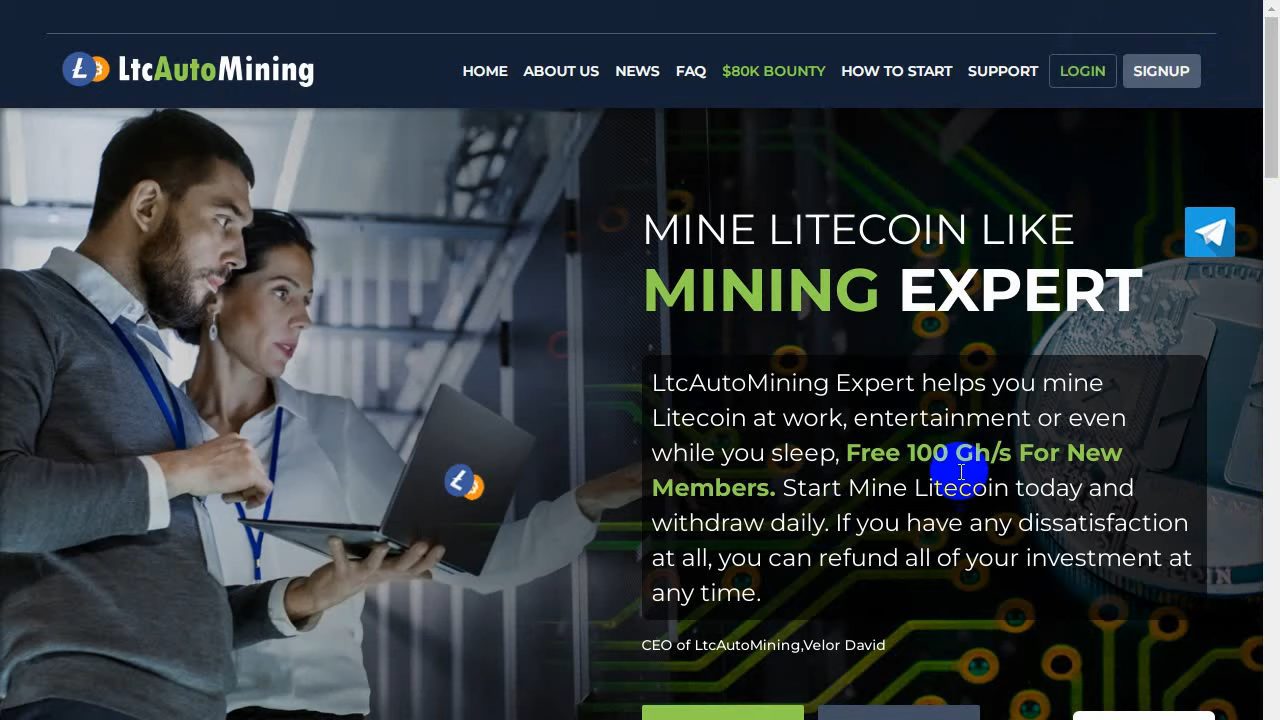 LtcAutoMining
HOME ABOUT US NEWS FAQ $80K BOUNTY HOW TO START SUPPORT LOGIN SIGNUP
MINE LITECOIN LIKE
MINING EXPERT
LtcAutoMining Expert helps you mine
Litecoin at work, entertainment or even
while you sleep, Free 100 Gh/s For New
Members. Start Mine Litecoin today and
withdraw daily. If you have any dissatisfaction
at all, you can refund all of your investment at
any time.
CEO of LtcAutoMining,Velor David